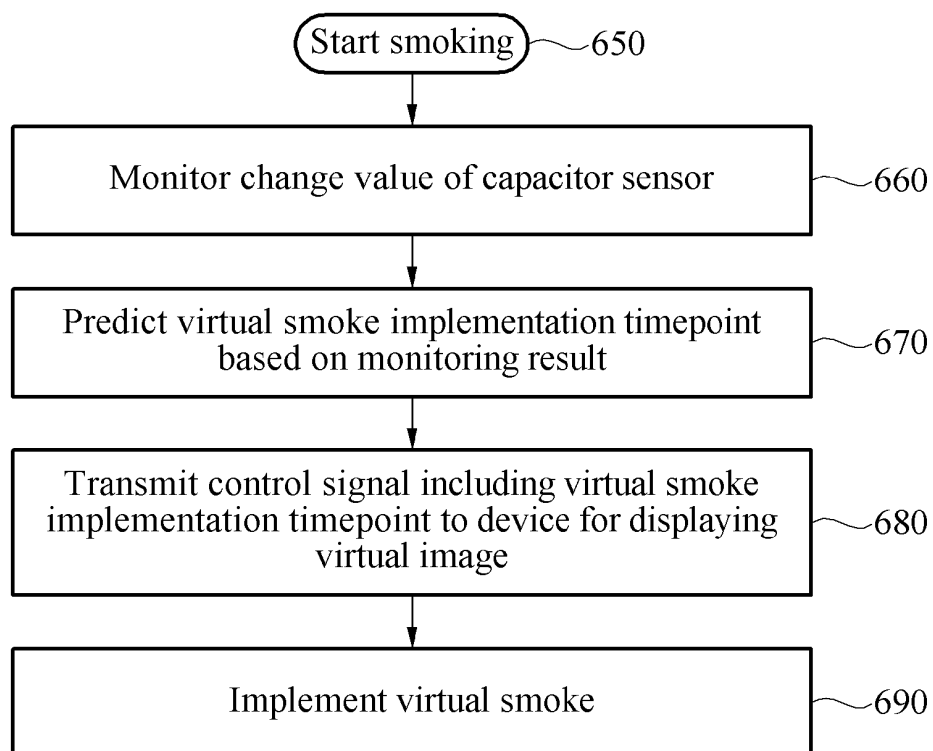 Start smoking
650
Monitor change value of capacitor sensor
660
Predict virtual smoke implementation timepoint
based on monitoring result
670
Transmit control signal including virtual smoke
implementation timepoint to device for displaying
virtual image
680
Implement virtual smoke
690